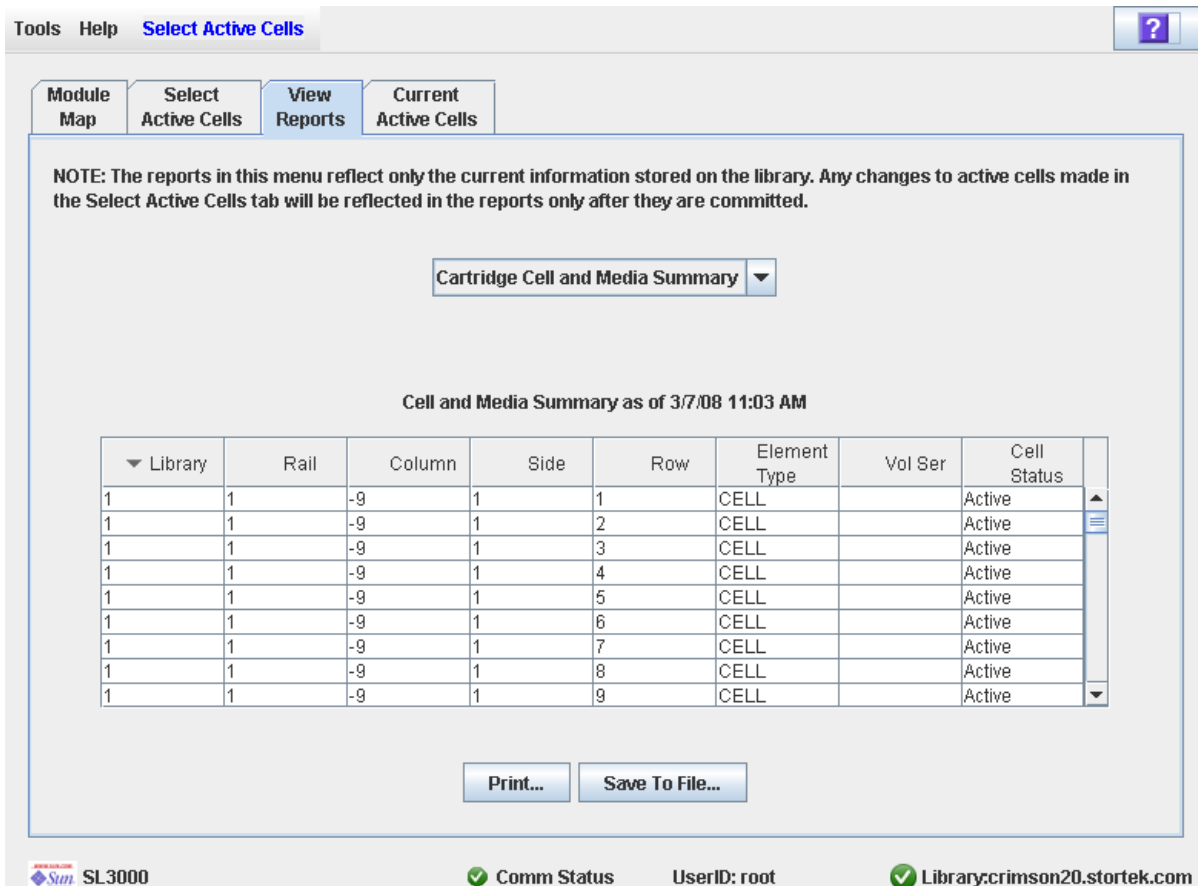 Tools Help Select Active Cells ?
Module Map
Select Active Cells
View Reports
Current Active Cells
NOTE: The reports in this menu reflect only the current information stored on the library. Any changes to active cells made in
the Select Active Cells tab will be reflected in the reports only after they are committed.
Cartridge Cell and Media Summary
Cell and Media Summary as of 3/7/08 11:03 AM
Library Rail Column Side Row Element Type Vol Ser Cell Status
1 1 -9 1 1 CELL Active
1 1 -9 1 2 CELL Active
1 1 -9 1 3 CELL Active
1 1 -9 1 4 CELL Active
1 1 -9 1 5 CELL Active
1 1 -9 1 6 CELL Active
1 1 -9 1 7 CELL Active
1 1 -9 1 8 CELL Active
1 1 -9 1 9 CELL Active
Print... Save To File...
Sun SL3000 Comm Status UserID: root Library:crimson20.stortek.com